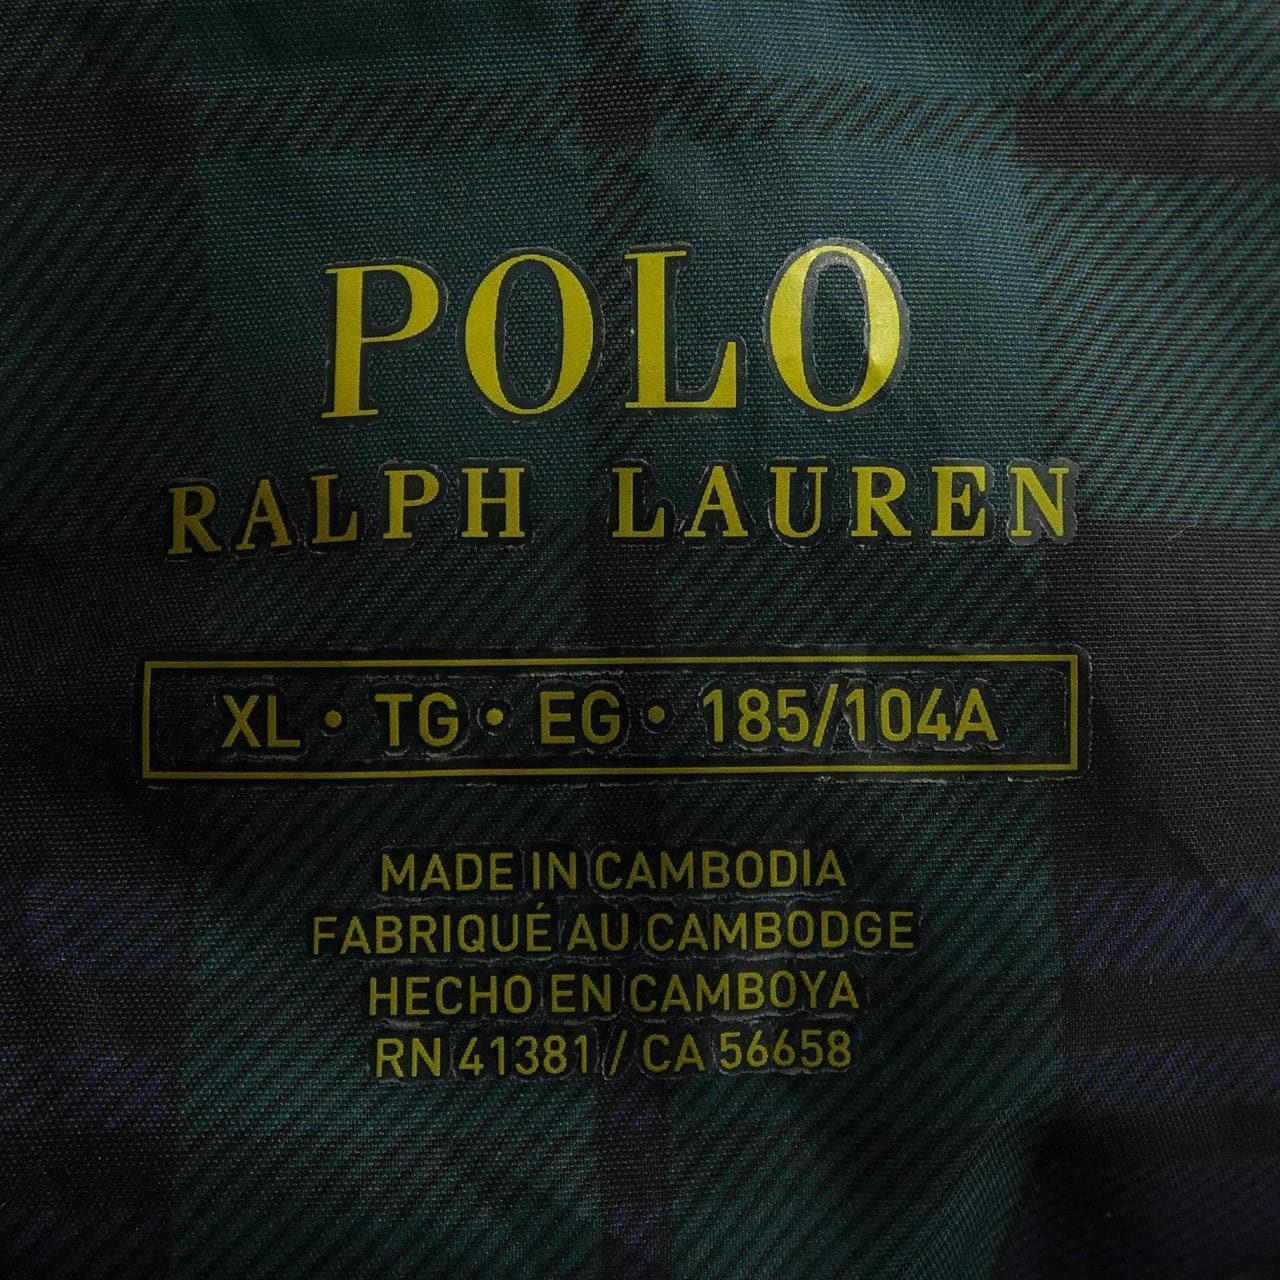 POLO
RALPH LAUREN
XL • TG • EG • 185/104A
MADE IN CAMBODIA
FABRIQUÉ AU CAMBODGE
HECHO EN CAMBOYA
RN 41381 / CA 56658